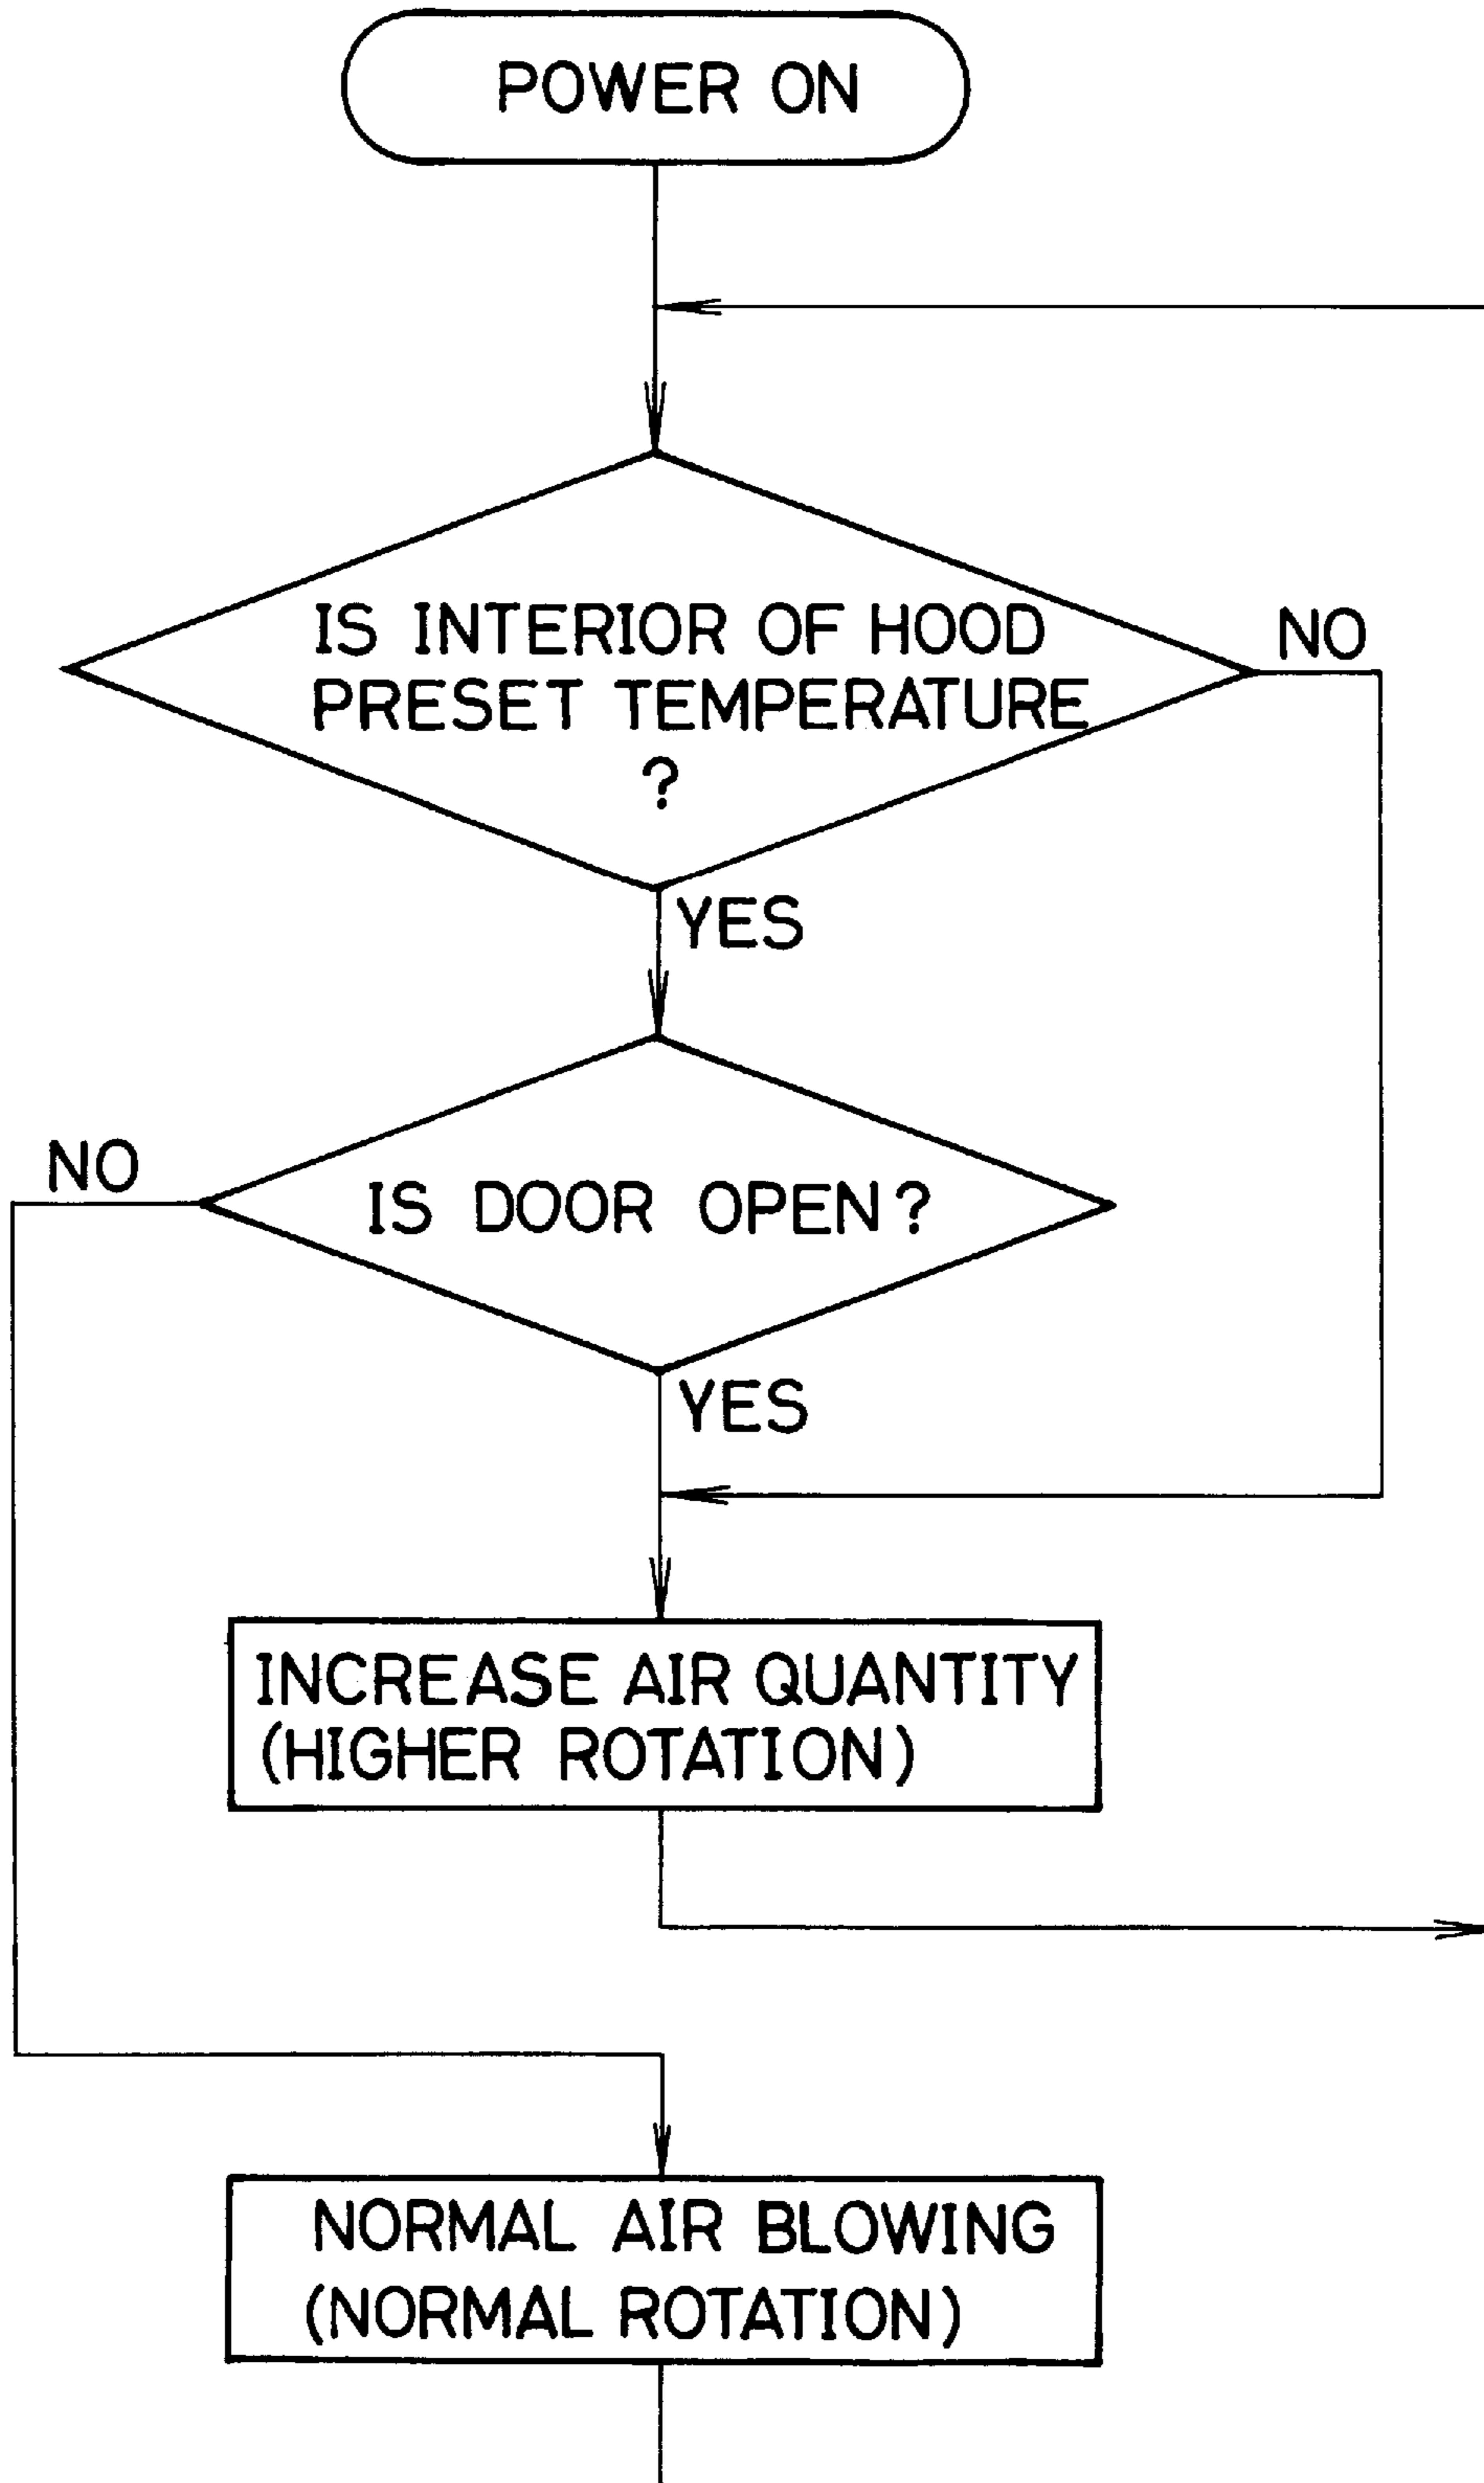 POWER ON
IS INTERIOR OF HOOD
PRESET TEMPERATURE
?
NO
YES
NO
IS DOOR OPEN?
YES
INCREASE AIR QUANTITY
(HIGHER ROTATION)
NORMAL AIR BLOWING
(NORMAL ROTATION)